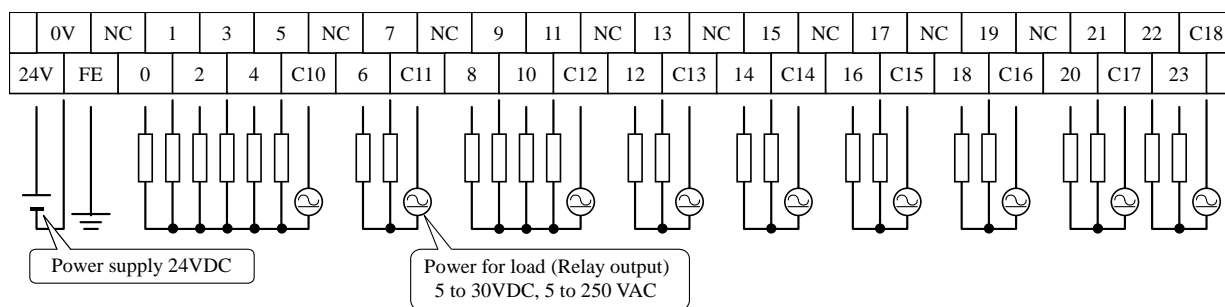 0V NC 1 3 5 NC 7 NC 9 11 NC 13 NC 15 NC 17 NC 19 NC 21 22 C18
24V FE 0 2 4 C10 6 C11 8 10 C12 12 C13 14 C14 16 C15 18 C16 20 C17 23
Power supply 24VDC
Power for load (Relay output)
5 to 30VDC, 5 to 250 VAC